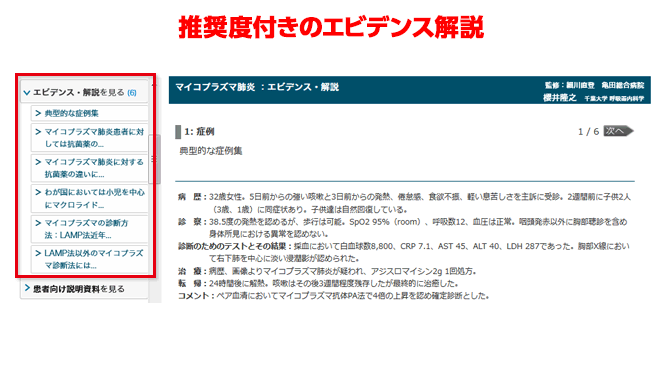 推奨度付きのエビデンス解説
エビデンス・解説を見る (6)
典型的な症例集
マイコプラズマ肺炎患者に対
しては抗菌薬の...
マイコプラズマ肺炎に対する
抗菌薬の違いに...
わが国においては小児を中心
にマクロライド...
マイコプラズマの診断方
法：LAMP法近年...
LAMP法以外のマイコプラズ
マ診断法には...
患者向け説明資料を見る
マイコプラズマ肺炎 ：エビデンス・解説
監修：細川直登 亀田総合病院
櫻井隆之 千葉大学 呼吸器内科学
1: 症例
1 / 6 次へ
典型的な症例集
病 歴：32歳女性。5日前からの強い咳嗽と3日前からの発熱、倦怠感、食欲不振、軽い息苦しさを主訴に受診。2週間前に子供2人
（3歳、1歳）に同症状あり。子供達は自然回復している。
診 察：38.5度の発熱を認めるが、歩行は可能。SpO2 95%（room）、呼吸数12、血圧は正常。咽頭発赤以外に胸部聴診を含め
身体所見における異常を認めない。
診断のためのテストとその結果：採血において白血球数8,800、CRP 7.1、AST 45、ALT 40、LDH 287であった。胸部X線におい
て右下肺を中心に淡い浸潤影が認められた。
治 療：病歴、画像よりマイコプラズマ肺炎が疑われ、アジスロマイシン2g 1回処方。
転 帰：24時間後に解熱。咳嗽はその後3週間程度残存したが最終的に治癒した。
コメント：ペア血清においてマイコプラズマ抗体PA法で4倍の上昇を認め確定診断とした。